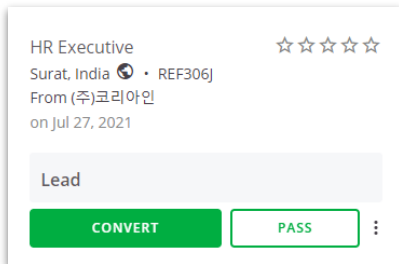 HR Executive
Surat, India • REF306J
From (주)코리아인
on Jul 27, 2021
Lead
CONVERT PASS